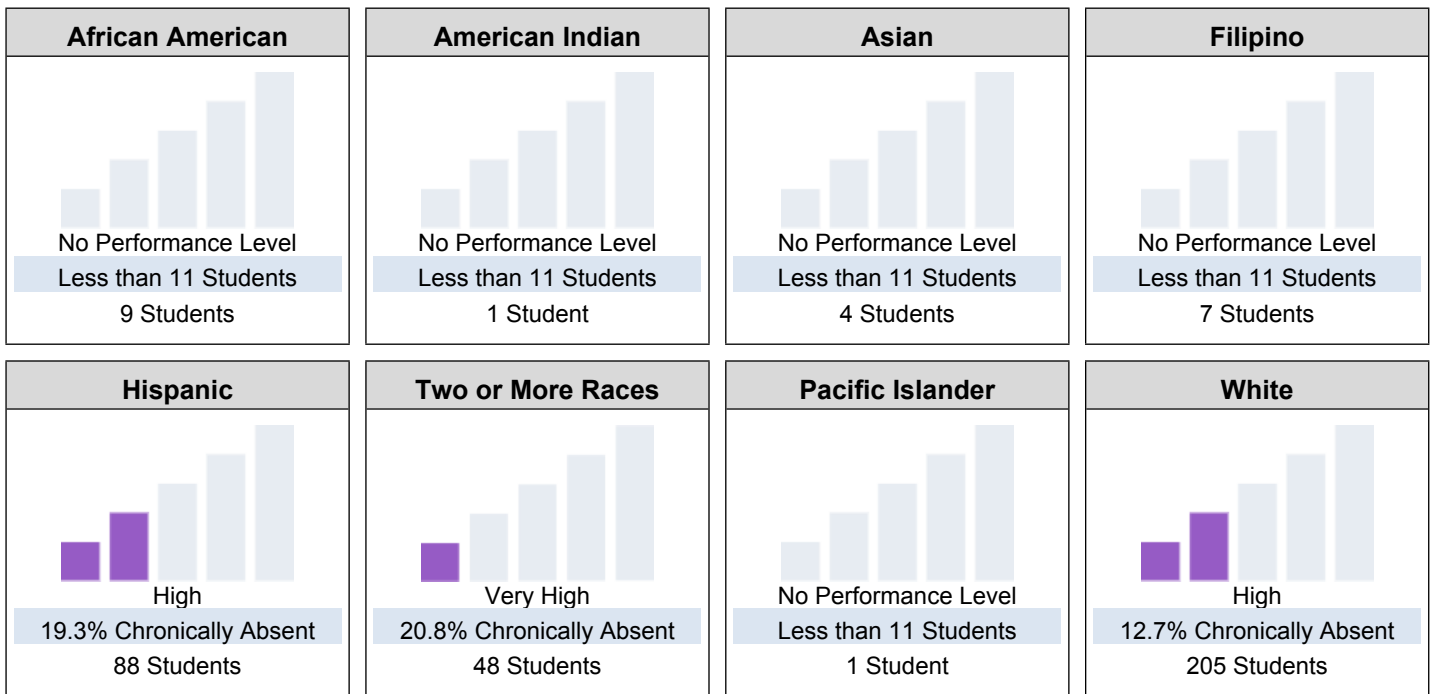 African American
No Performance Level
Less than 11 Students
9 Students
American Indian
No Performance Level
Less than 11 Students
1 Student
Asian
No Performance Level
Less than 11 Students
4 Students
Filipino
No Performance Level
Less than 11 Students
7 Students
Hispanic
High
19.3% Chronically Absent
88 Students
Two or More Races
Very High
20.8% Chronically Absent
48 Students
Pacific Islander
No Performance Level
Less than 11 Students
1 Student
White
High
12.7% Chronically Absent
205 Students